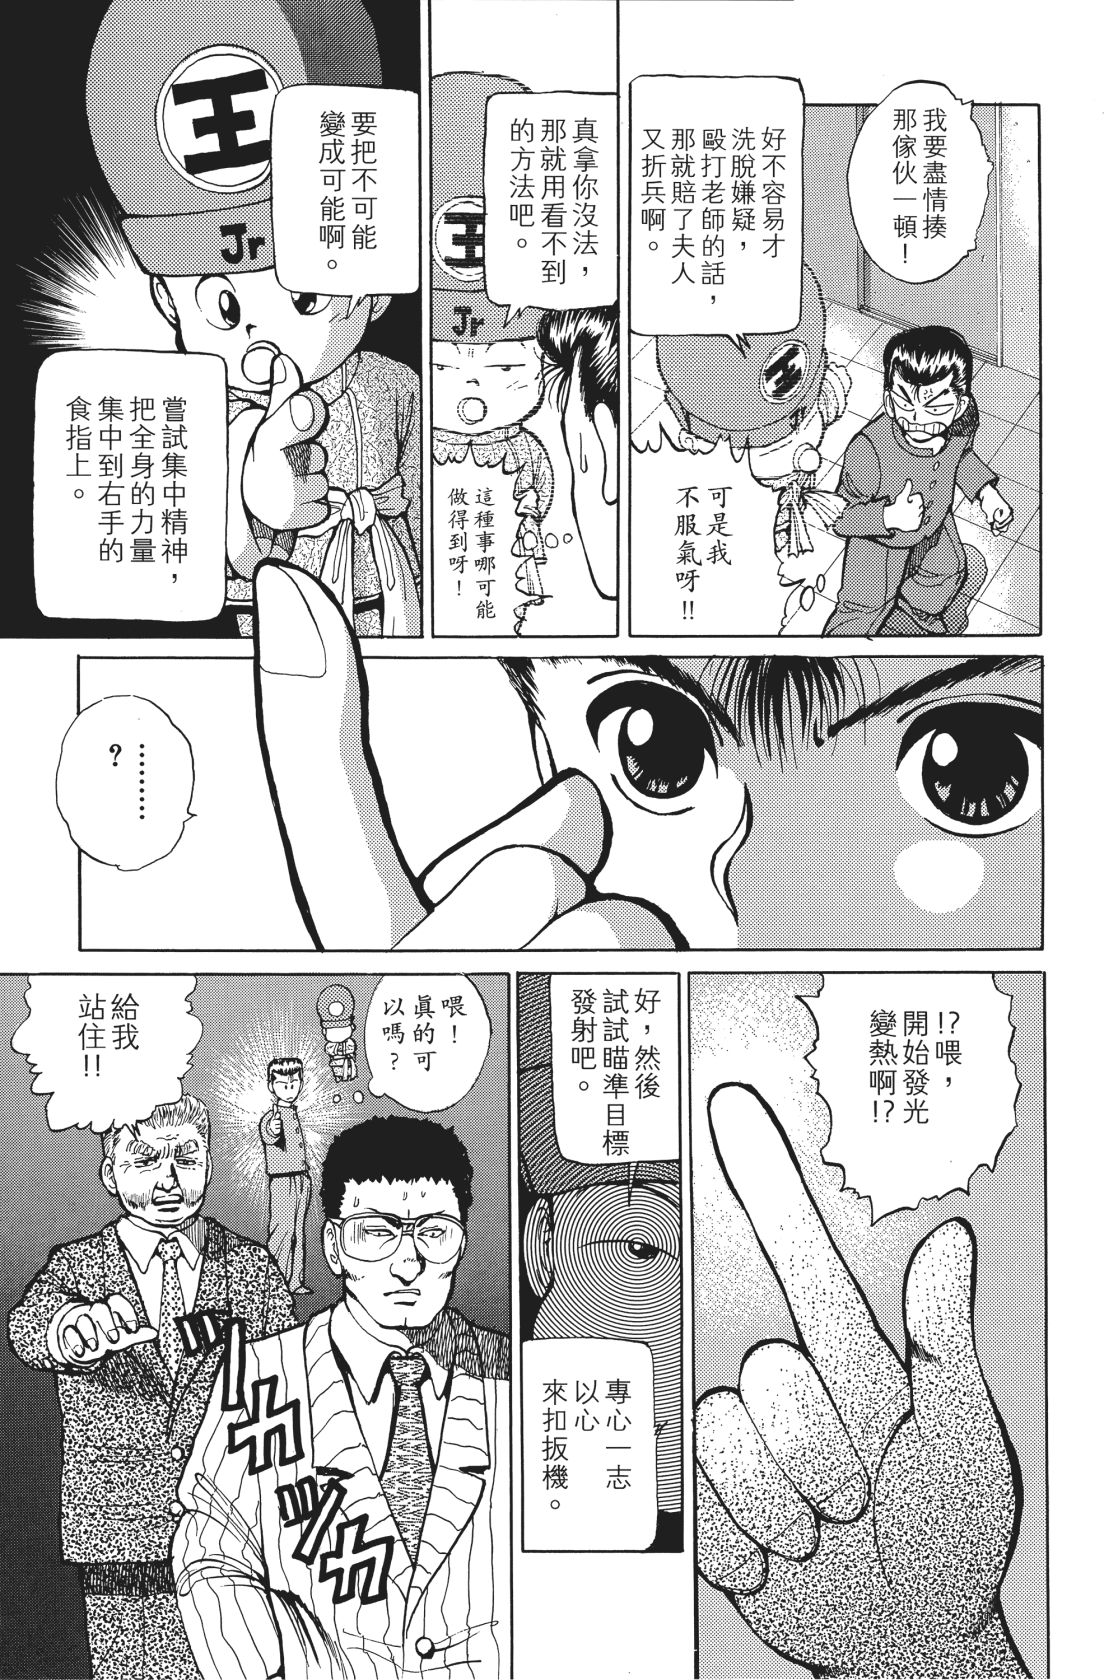 我要盡情揍
那傢伙一頓！
好不容易才
洗脫嫌疑，
毆打老師的話，
那就賠了夫人
又折兵啊。
可是我
不服氣呀!!
真拿你沒法，
那就用看不到
的方法吧。
這種事哪可能
做得到呀！
王
Jr
要把不可能
變成可能啊。
王
Jr
嘗試集中精神，
把全身的力量
集中到右手的
食指上。
王
………
？
!?喂，
開始發光
變熱啊!?
好，然後
試試瞄準目標
發射吧。
專心一志
以心
來扣扳機。
喂！
真的可
以嗎？
給我
站住!!
ツカツカ